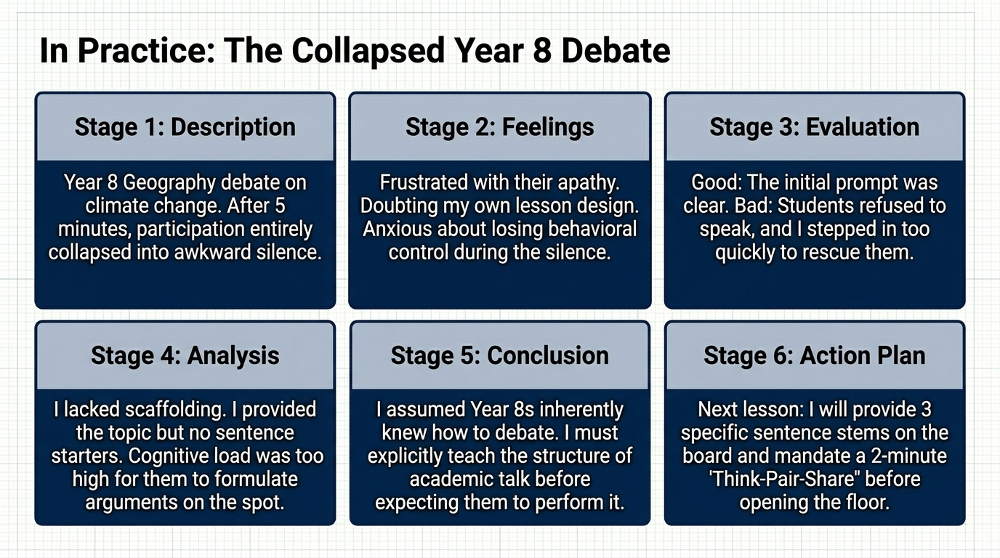 In Practice: The Collapsed Year 8 Debate
Stage 1: Description
Year 8 Geography debate on
climate change. After 5
minutes, participation entirely
collapsed into awkward silence.
Stage 2: Feelings
Frustrated with their apathy.
Doubting my own lesson design.
Anxious about losing behavioral
control during the silence.
Stage 3: Evaluation
Good: The initial prompt was
clear. Bad: Students refused to
speak, and I stepped in too
quickly to rescue them.
Stage 4: Analysis
I lacked scaffolding. I provided
the topic but no sentence
starters. Cognitive load was too
high for them to formulate
arguments on the spot.
Stage 5: Conclusion
I assumed Year 8s inherently
knew how to debate. I must
explicitly teach the structure of
academic talk before
expecting them to perform it.
Stage 6: Action Plan
Next lesson: I will provide 3
specific sentence stems on the
board and mandate a 2-minute
'Think-Pair-Share" before
opening the floor.